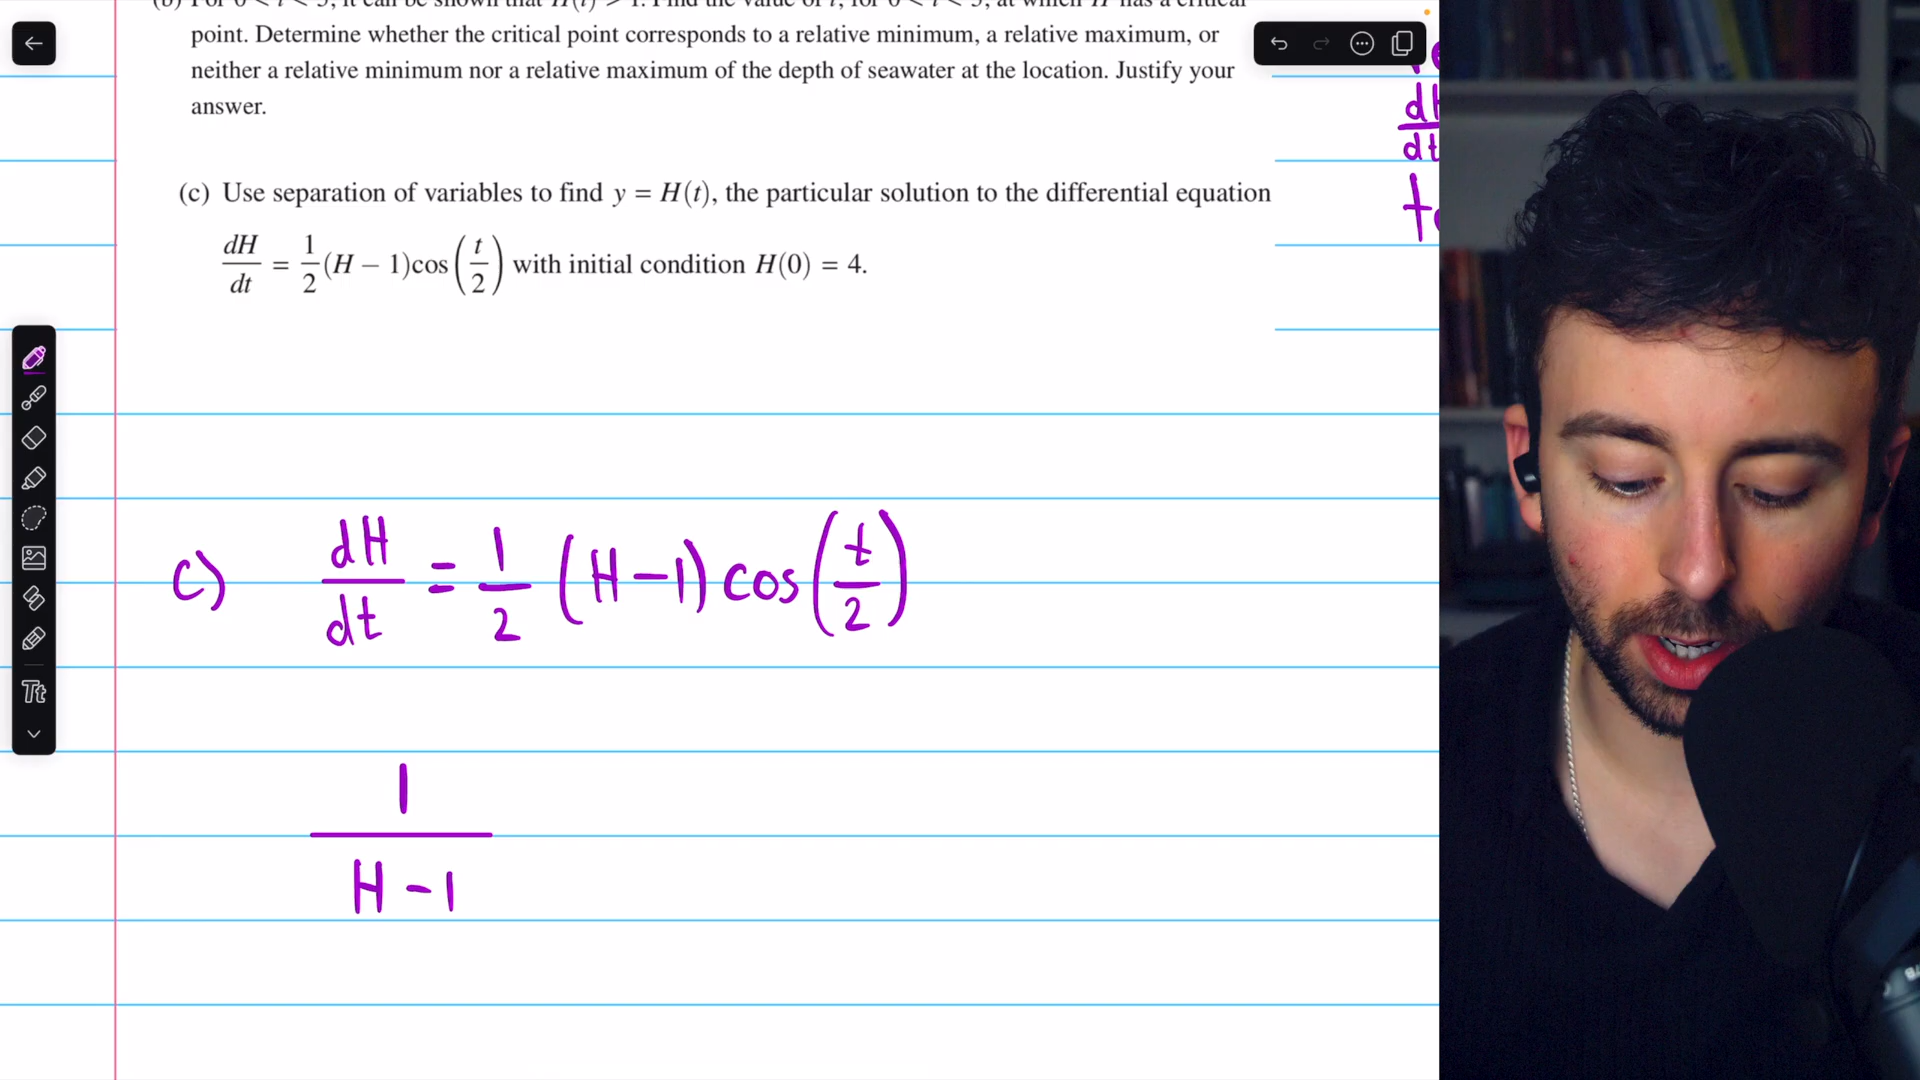 point. Determine whether the critical point corresponds to a relative minimum, a relative maximum, or
neither a relative minimum nor a relative maximum of the depth of seawater at the location. Justify your
answer.
(c) Use separation of variables to find y = H(t), the particular solution to the differential equation
dH/dt = 1/2 (H − 1)cos(t/2) with initial condition H(0) = 4.
c) dH/dt = 1/2 (H−1) cos(t/2)
1/(H−1)
dt
Tt